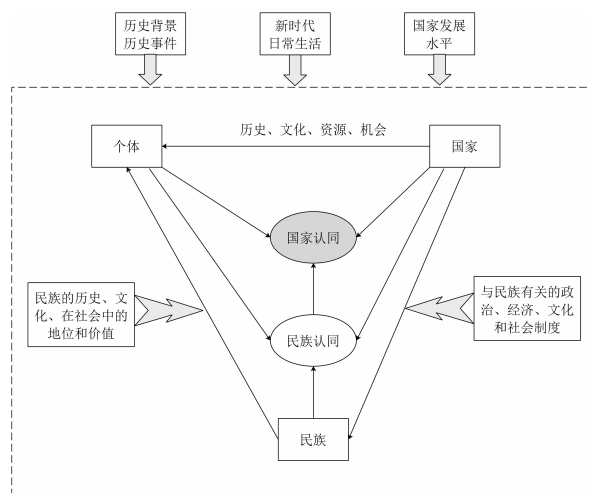 历史背景
历史事件
新时代
日常生活
国家发展
水平
历史、文化、资源、机会
个体
国家
国家认同
民族的历史、文
化、在社会中的
地位和价值
与民族有关的政
治、经济、文化
和社会制度
民族认同
民族